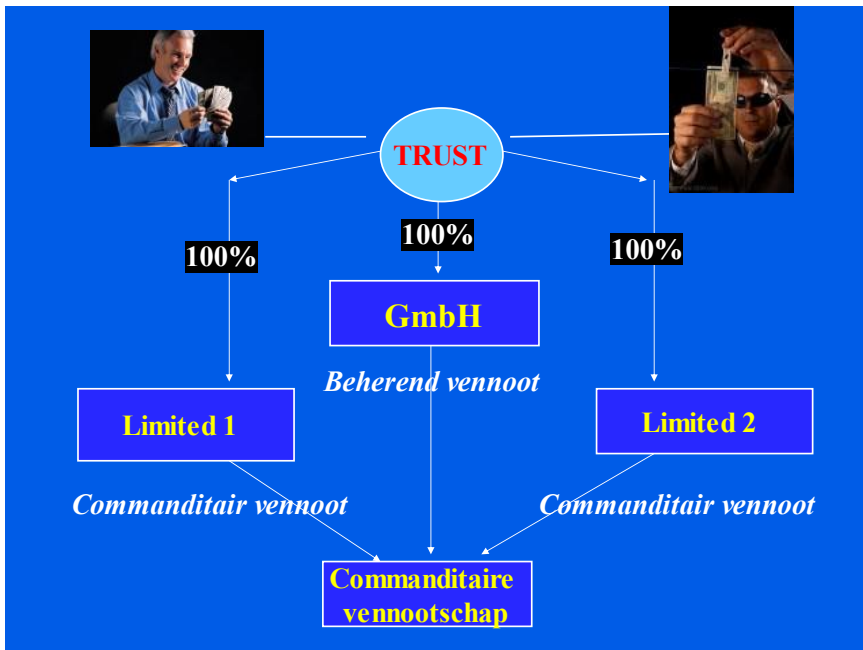 TRUST
100%
100%
100%
GmbH
Beherend vennoot
Limited 1
Limited 2
Commanditair vennoot
Commanditair vennoot
Commanditaire
vennootschap